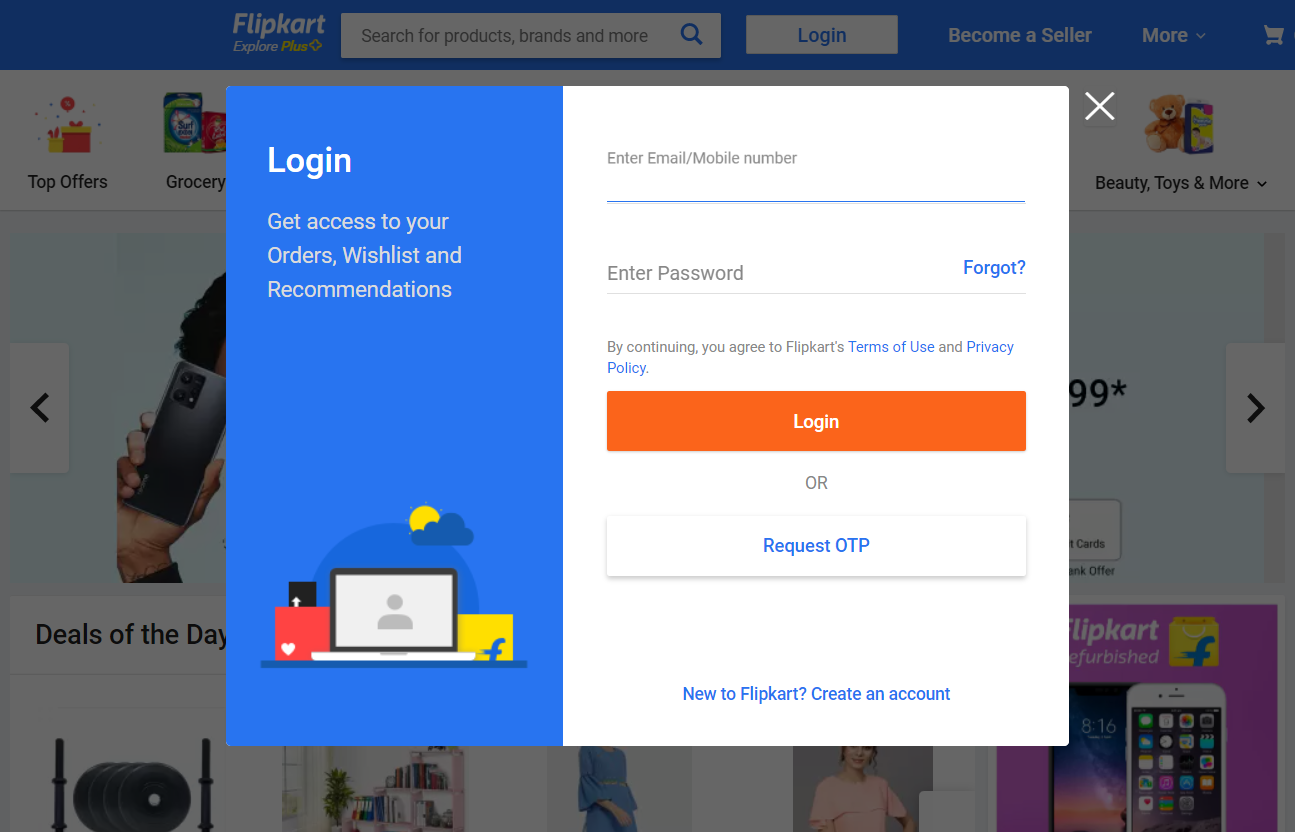 Flipkart
Explore Plus
Search for products, brands and more
Login
Become a Seller
More
Top Offers
Grocery
Beauty, Toys & More
Login
Get access to your
Orders, Wishlist and
Recommendations
Enter Email/Mobile number
Enter Password
Forgot?
By continuing, you agree to Flipkart's Terms of Use and Privacy
Policy.
Login
OR
Request OTP
New to Flipkart? Create an account
99*
t Cards
ank Offer
Deals of the Day
Flipkart
efurbished
8:16
Surf
excel